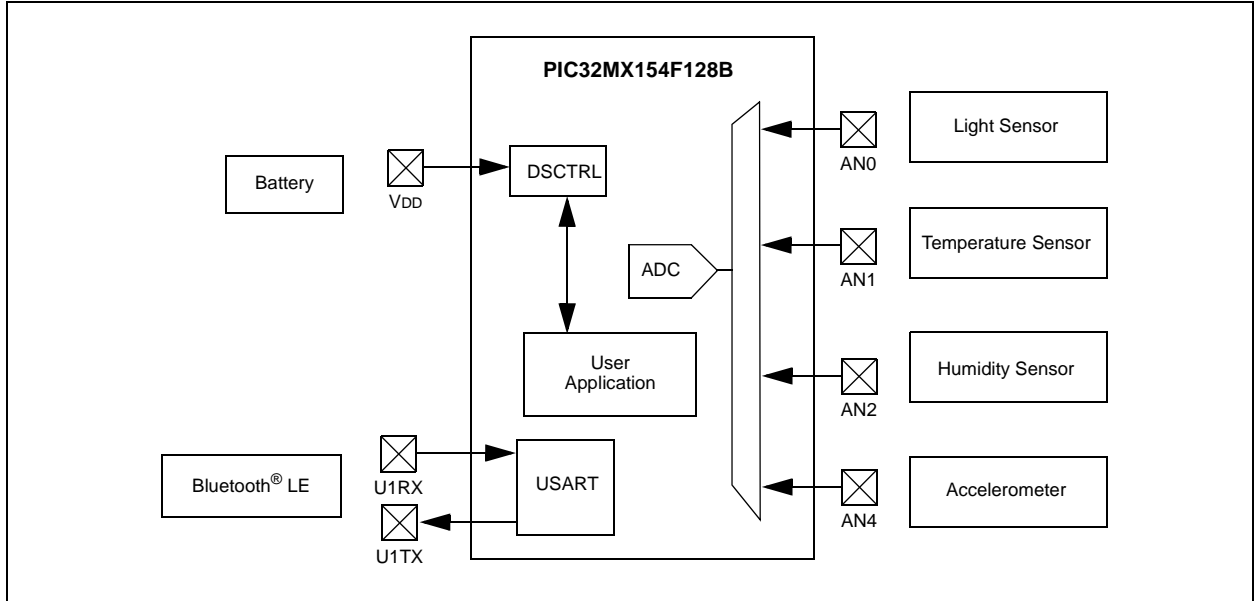 PIC32MX154F128B
Battery
VDD
DSCTRL
ADC
User
Application
Bluetooth® LE
U1RX
U1TX
USART
Light Sensor
AN0
Temperature Sensor
AN1
Humidity Sensor
AN2
Accelerometer
AN4